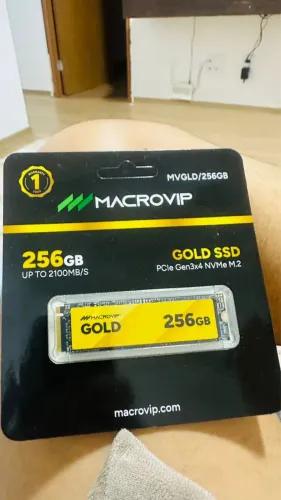 MVGLD/256GB
1
MACROVIP
256GB
UP TO 2100MB/S
GOLD SSD
PCIe Gen3x4 NVMe M.2
MACROVIP
GOLD
256GB
macrovip.com